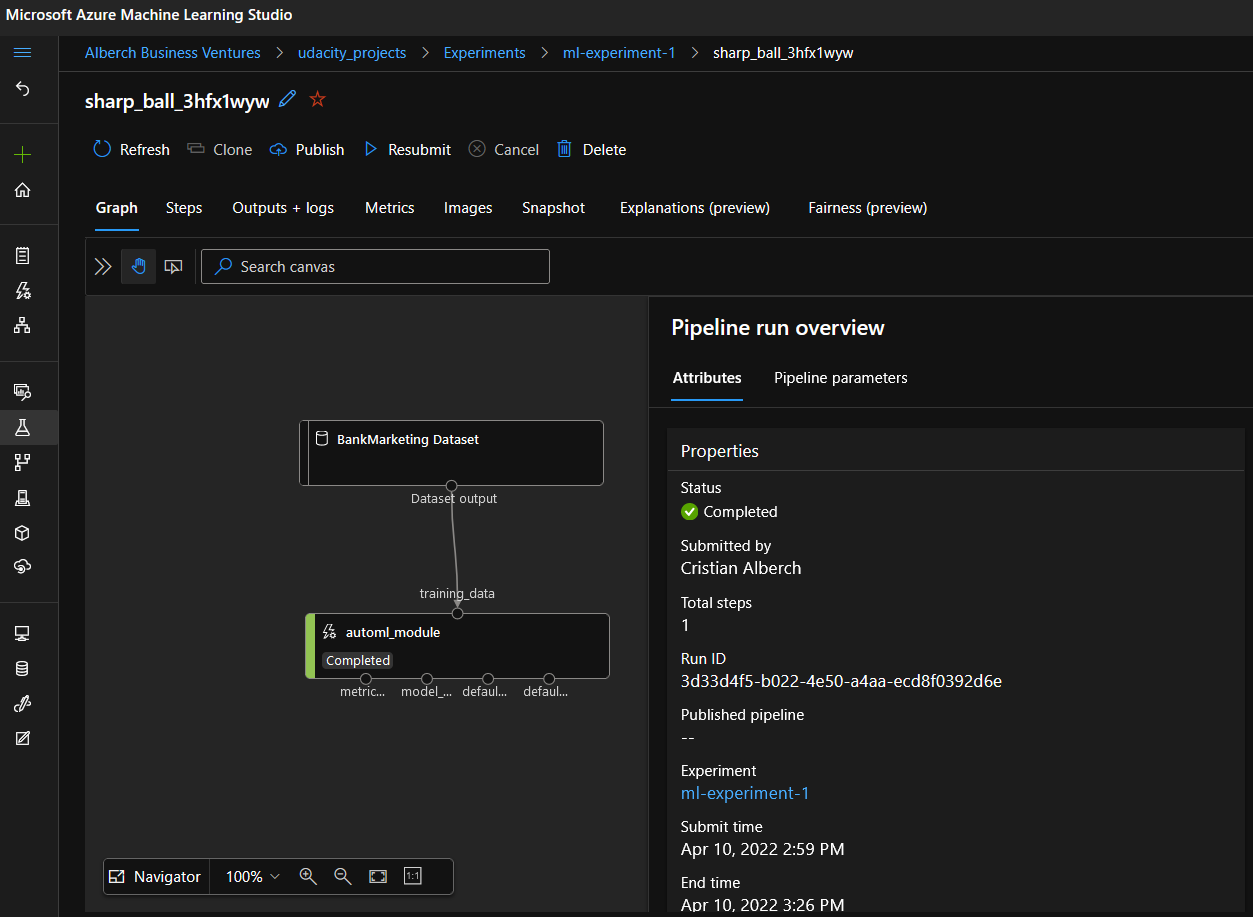 Microsoft Azure Machine Learning Studio
Alberch Business Ventures > udacity_projects > Experiments > ml-experiment-1 > sharp_ball_3hfx1wyw
sharp_ball_3hfx1wyw
Refresh Clone Publish Resubmit Cancel Delete
Graph Steps Outputs + logs Metrics Images Snapshot Explanations (preview) Fairness (preview)
Search canvas
BankMarketing Dataset
Dataset output
training_data
automl_module
Completed
metric... model_... defaul... defaul...
Navigator 100% 1:1
Pipeline run overview
Attributes Pipeline parameters
Properties
Status
Completed
Submitted by
Cristian Alberch
Total steps
1
Run ID
3d33d4f5-b022-4e50-a4aa-ecd8f0392d6e
Published pipeline
--
Experiment
ml-experiment-1
Submit time
Apr 10, 2022 2:59 PM
End time
Apr 10, 2022 3:26 PM